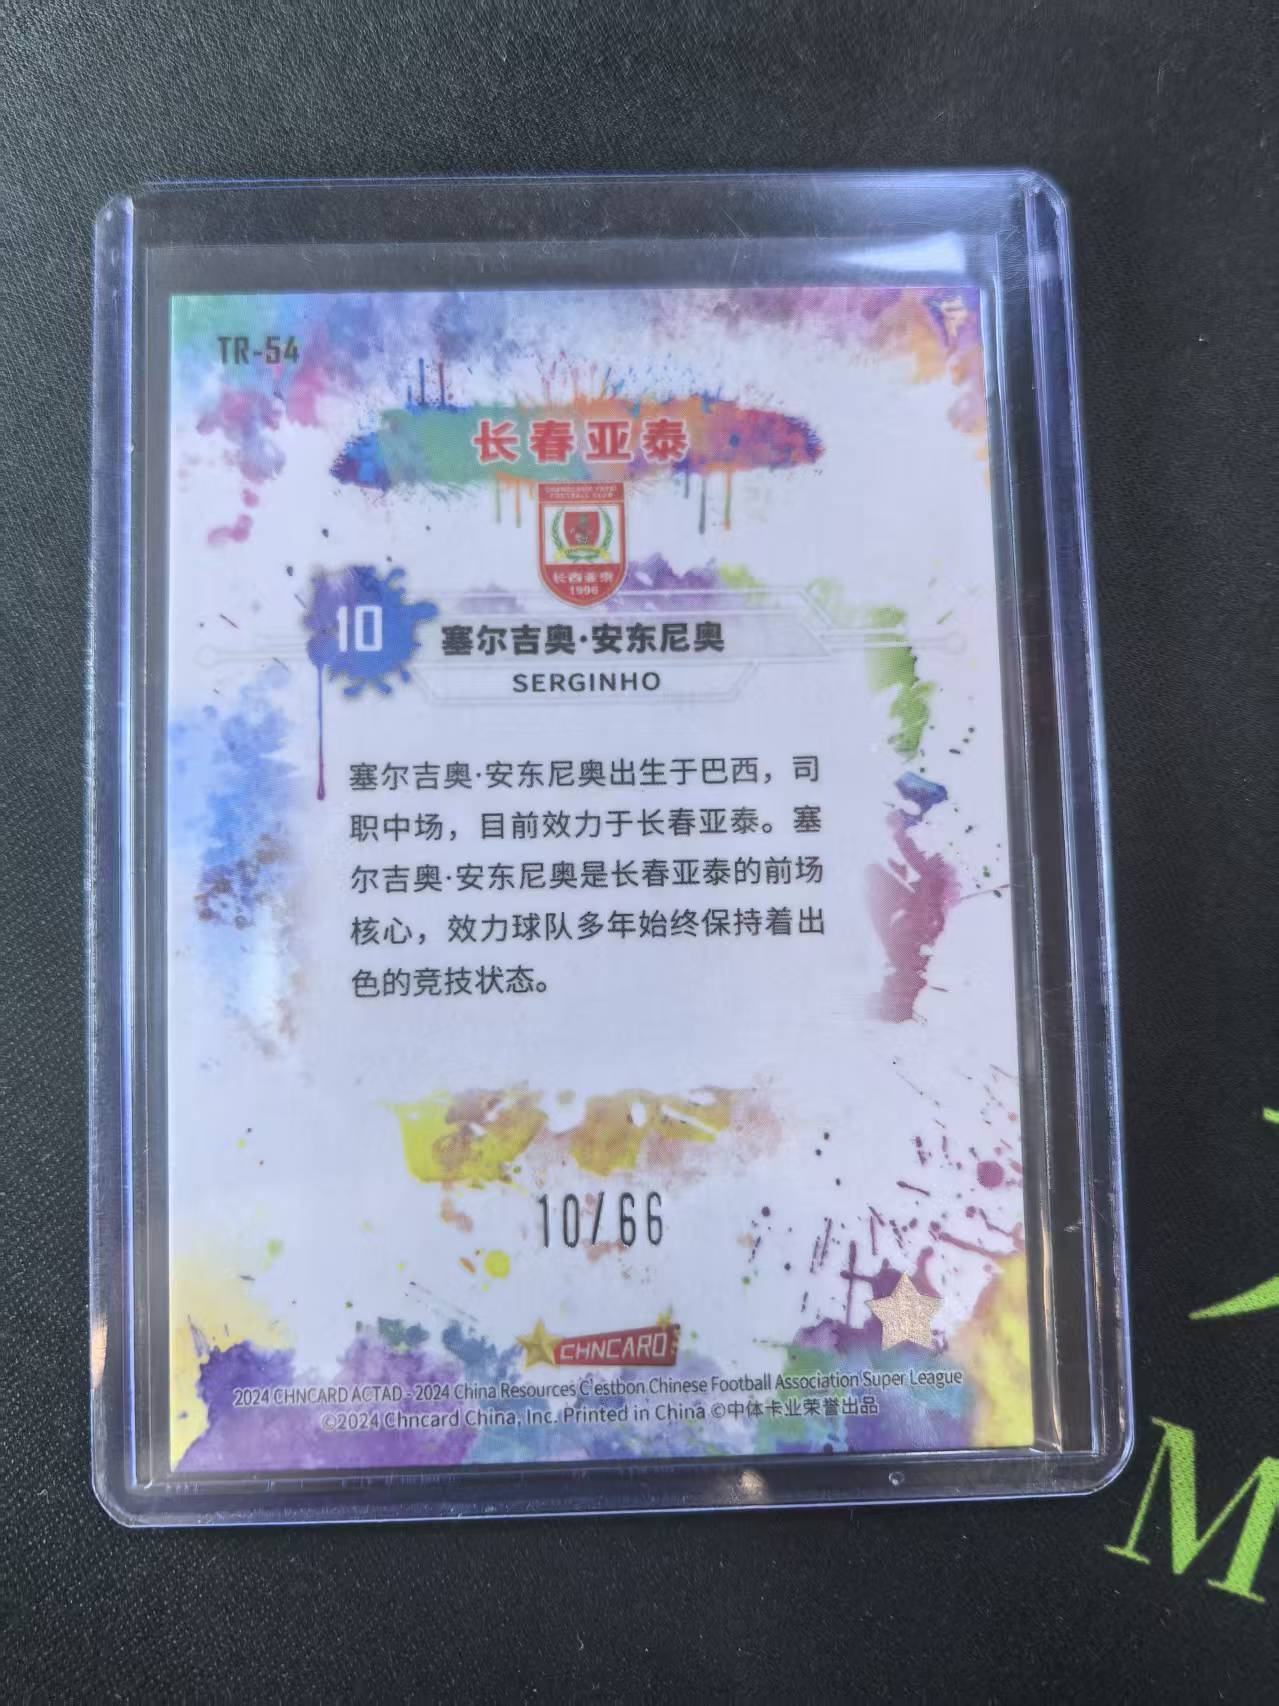 TR-54
长春亚泰
CHANGCHUN YATAI
FOOTBALL CLUB
长春亚泰
1996
10
塞尔吉奥·安东尼奥
SERGINHO
塞尔吉奥·安东尼奥出生于巴西，司
职中场，目前效力于长春亚泰。塞
尔吉奥·安东尼奥是长春亚泰的前场
核心，效力球队多年始终保持着出
色的竞技状态。
10/66
CHNCARD
2024 CHNCARD ACTAD - 2024 China Resources C'estbon Chinese Football Association Super League
©2024 Chncard China, Inc. Printed in China ©中体卡业荣誉出品
M